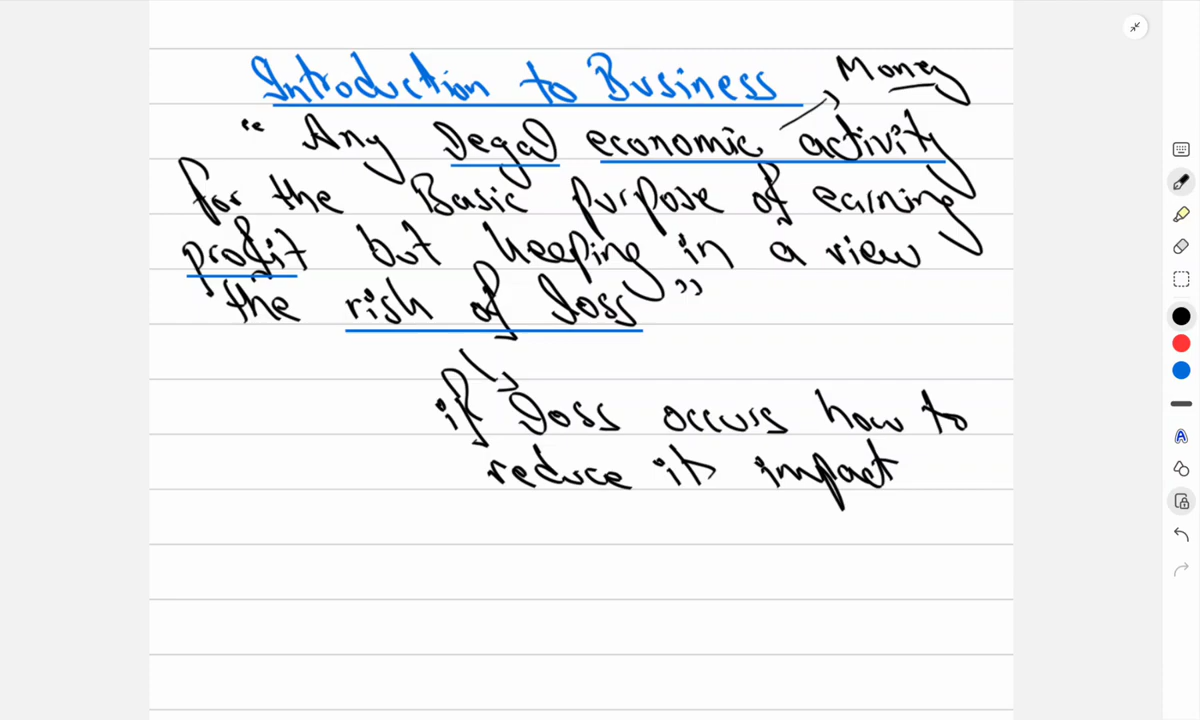 Introduction to Business
Money
" Any legal economic activity
for the Basic purpose of earning
profit but keeping in a view
the risk of loss "
if loss occurs how to
reduce its impact
A